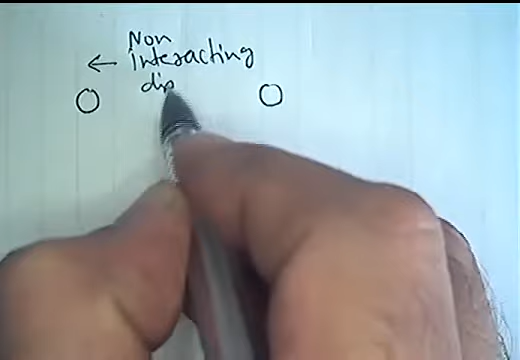 Non
← interacting
dip